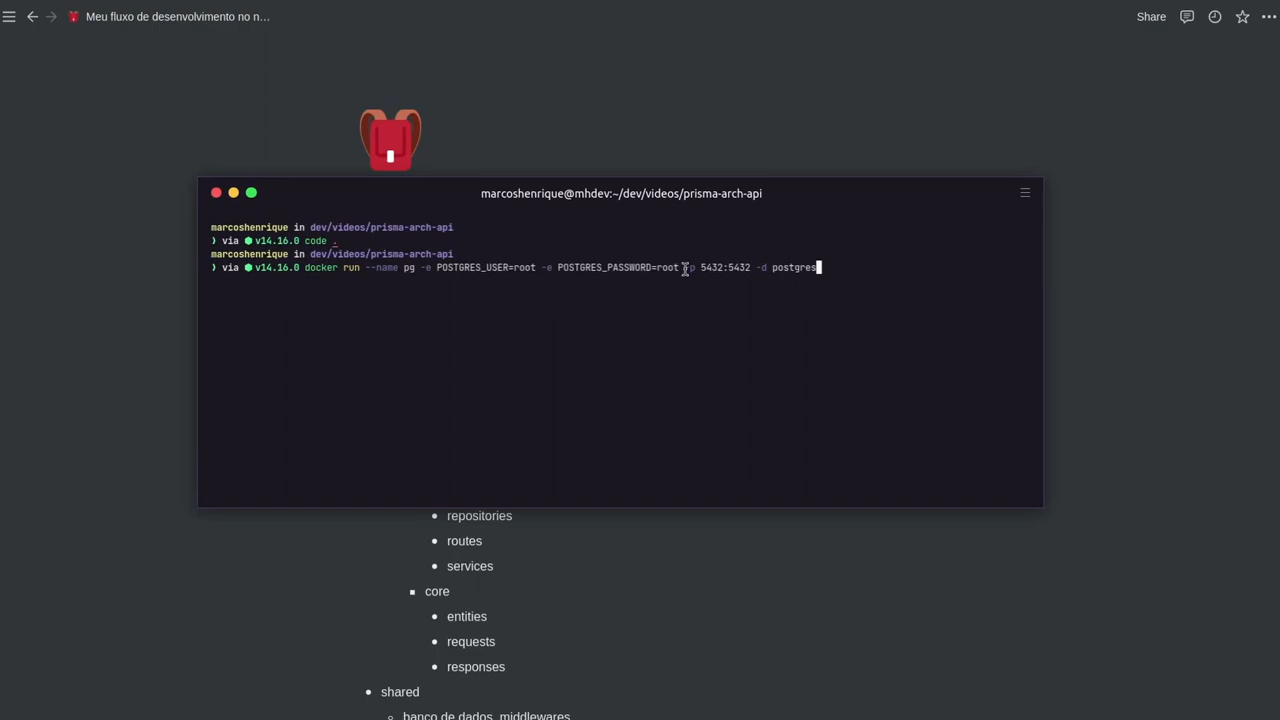 Meu fluxo de desenvolvimento no n…
Share
marcoshenrique@mhdev:~/dev/videos/prisma-arch-api
marcoshenrique in dev/videos/prisma-arch-api
❯ via ⬢ v14.16.0 code .
marcoshenrique in dev/videos/prisma-arch-api
❯ via ⬢ v14.16.0 docker run --name pg -e POSTGRES_USER=root -e POSTGRES_PASSWORD=root -p 5432:5432 -d postgres
repositories
routes
services
core
entities
requests
responses
shared
banco de dados, middlewares